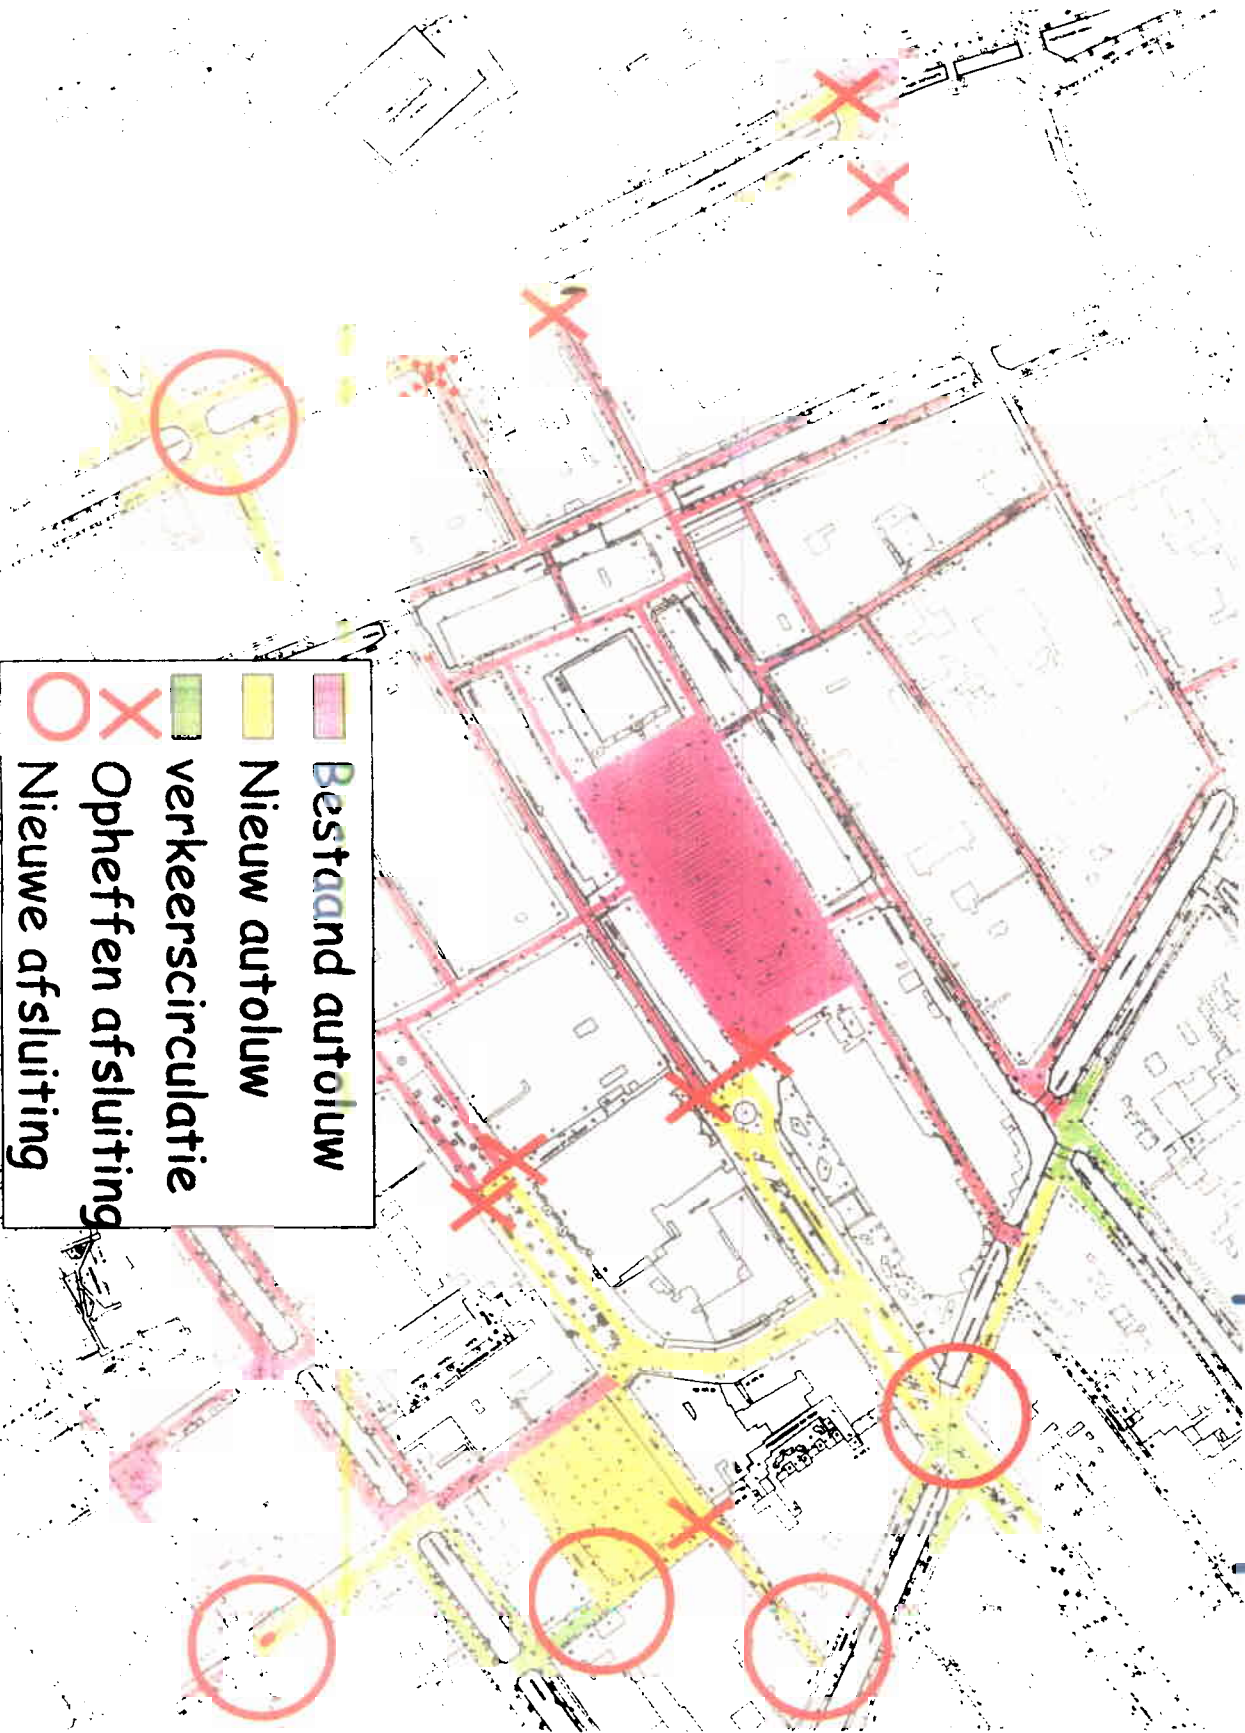 Bestaand autoluw
Nieuw autoluw
verkeerscirculatie
Opheffen afsluiting
Nieuwe afsluiting